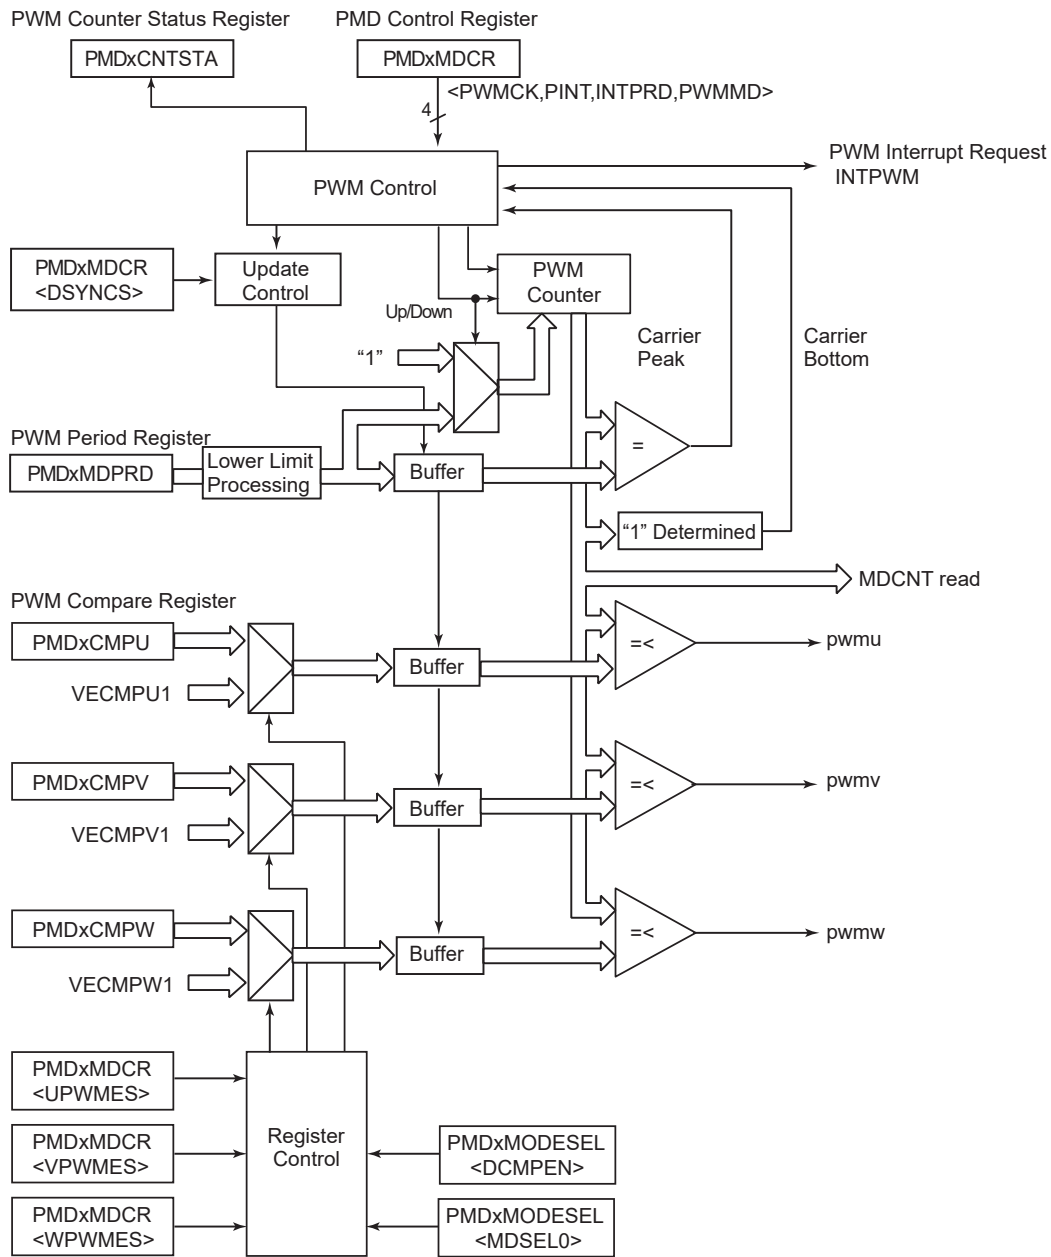 PWM Counter Status Register
PMD Control Register
PMDxCNTSTA
PMDxMDCR
<PWMCK,PINT,INTPRD,PWMMD>
4
PWM Control
PWM Interrupt Request
INTPWM
PMDxMDCR
<DSYNCS>
Update
Control
PWM
Counter
Up/Down
Carrier
Peak
Carrier
Bottom
“1”
PWM Period Register
PMDxMDPRD
Lower Limit
Processing
Buffer
=
“1” Determined
MDCNT read
PWM Compare Register
PMDxCMPU
VECMPU1
Buffer
=<
pwmu
PMDxCMPV
VECMPV1
Buffer
=<
pwmv
PMDxCMPW
VECMPW1
Buffer
=<
pwmw
PMDxMDCR
<UPWMES>
PMDxMDCR
<VPWMES>
PMDxMDCR
<WPWMES>
Register
Control
PMDxMODESEL
<DCMPEN>
PMDxMODESEL
<MDSEL0>